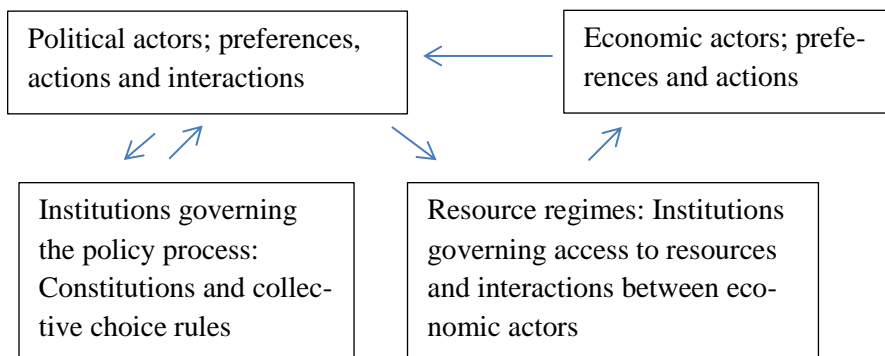 Political actors; preferences,
actions and interactions
Economic actors; prefe-
rences and actions
Institutions governing
the policy process:
Constitutions and collec-
tive choice rules
Resource regimes: Institutions
governing access to resources
and interactions between eco-
nomic actors